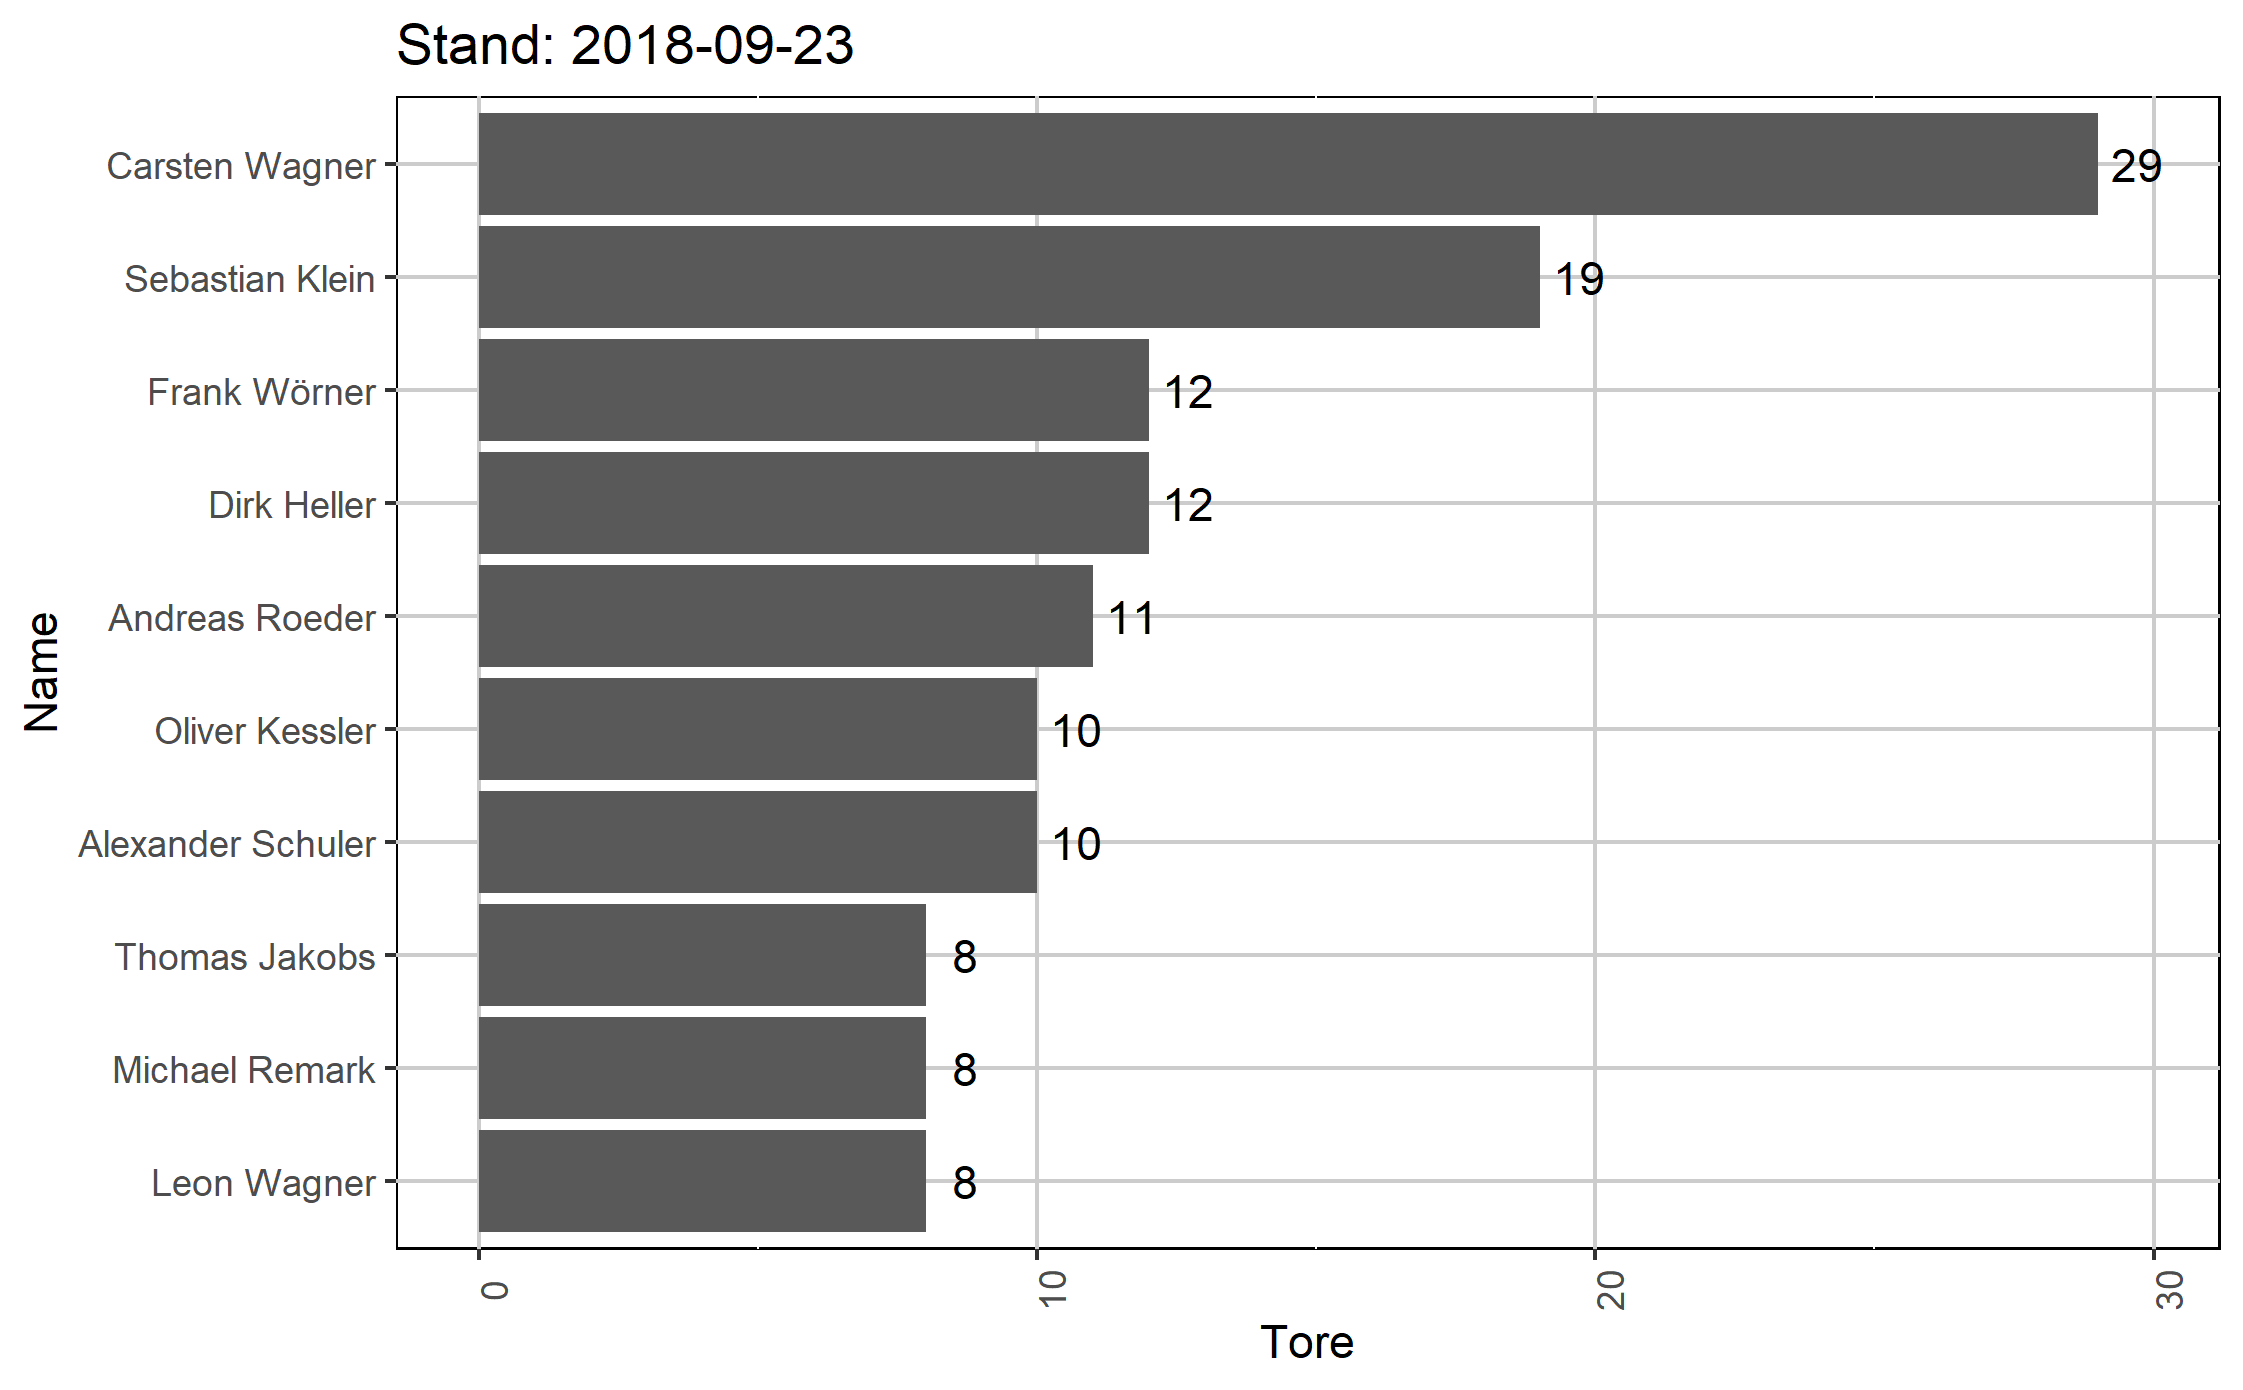 Stand: 2018-09-23
Name
Carsten Wagner 29
Sebastian Klein 19
Frank Wörner 12
Dirk Heller 12
Andreas Roeder 11
Oliver Kessler 10
Alexander Schuler 10
Thomas Jakobs 8
Michael Remark 8
Leon Wagner 8
0 10 20 30
Tore